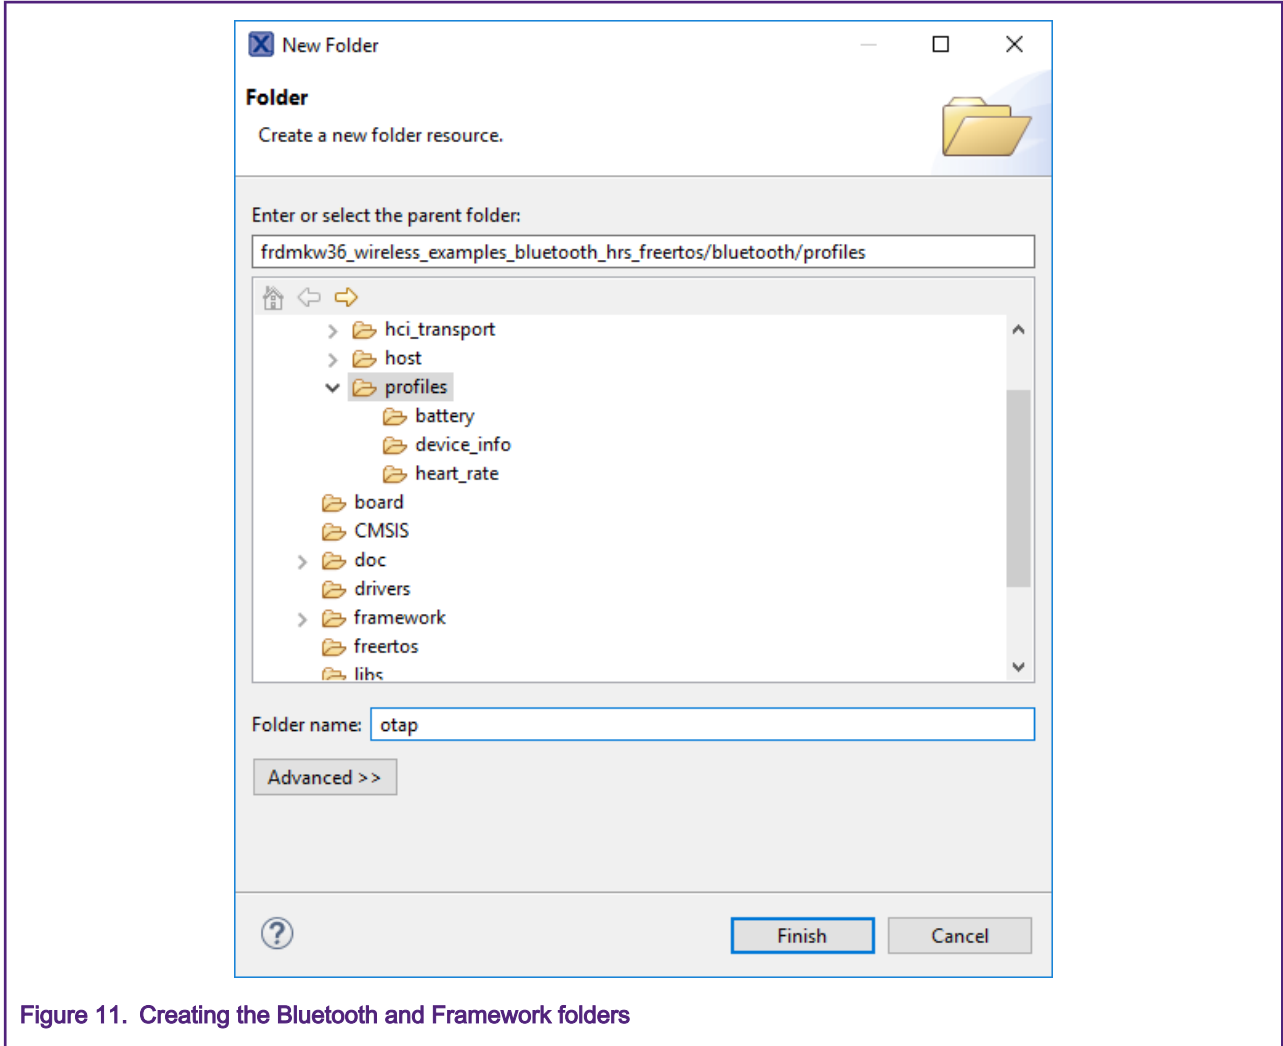 New Folder
Folder
Create a new folder resource.
Enter or select the parent folder:
frdmkw36_wireless_examples_bluetooth_hrs_freertos/bluetooth/profiles
hci_transport
host
profiles
battery
device_info
heart_rate
board
CMSIS
doc
drivers
framework
freertos
libs
Folder name: otap
Advanced >>
Finish Cancel
Figure 11. Creating the Bluetooth and Framework folders